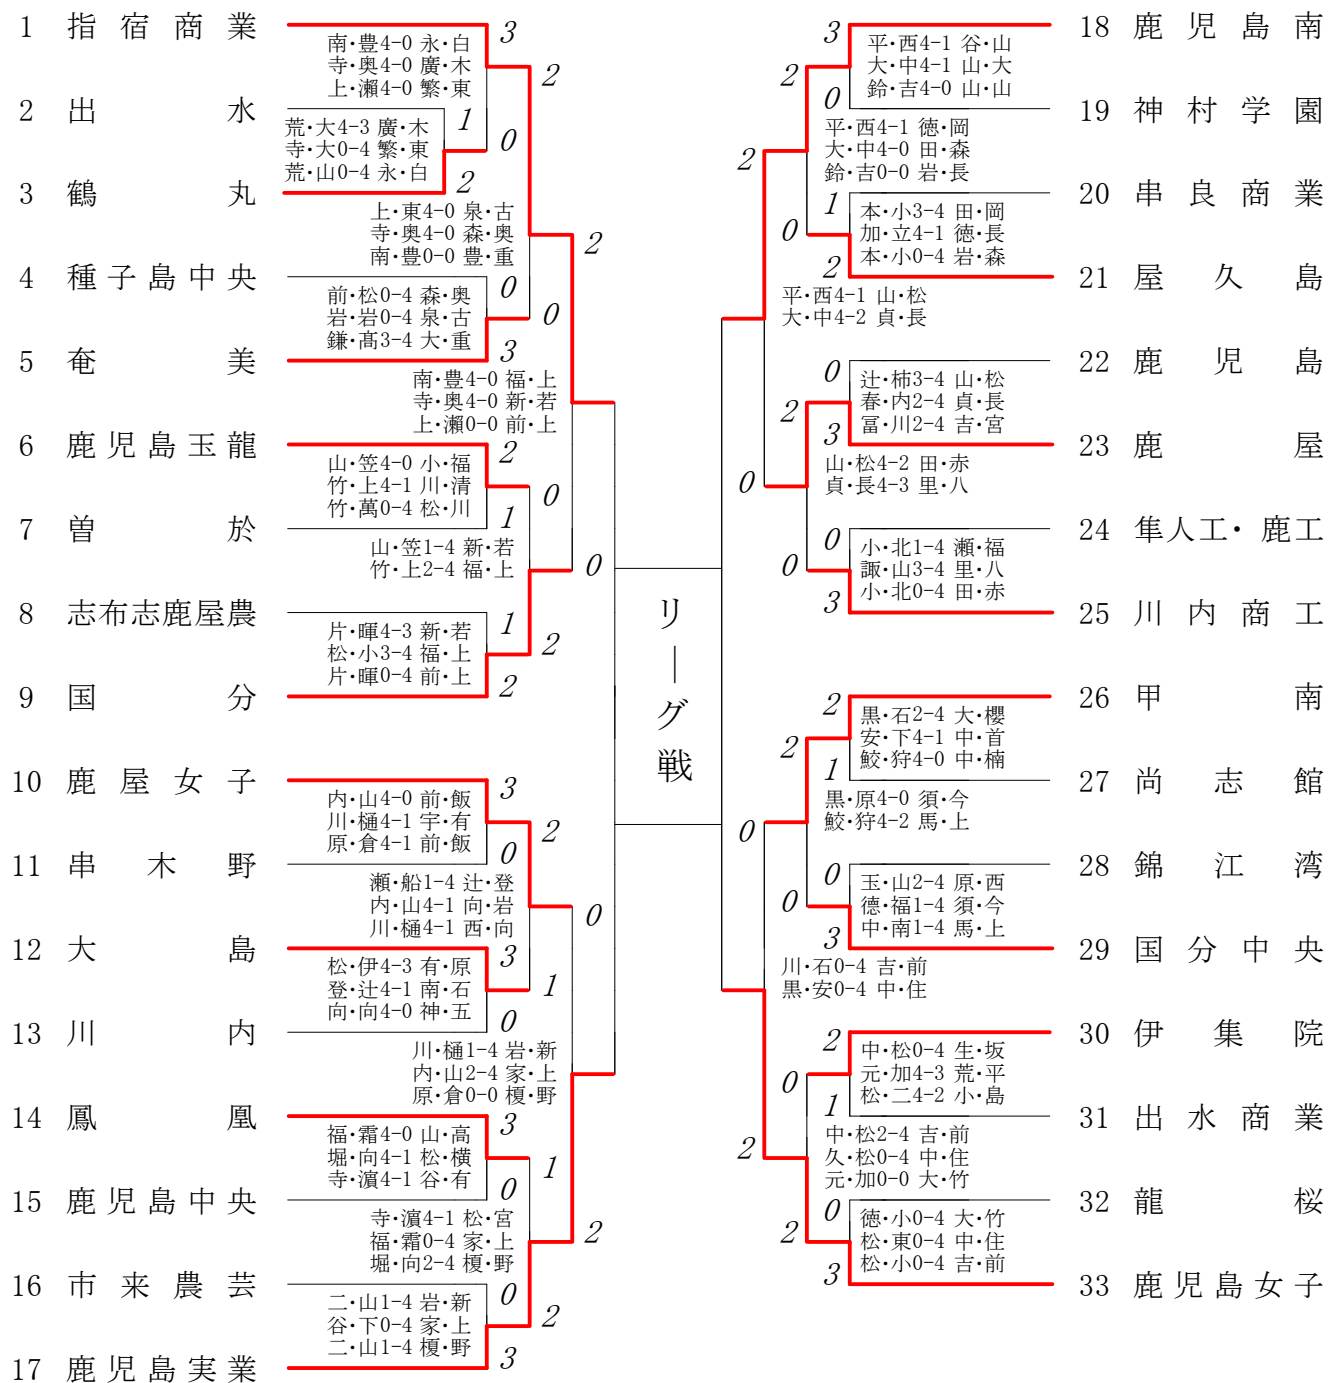 1 指宿商業
3
南・豊4-0 永・白
寺・奥4-0 廣・木
上・瀬4-0 繁・東
2
2 出水
1
荒・大4-3 廣・木
寺・大0-4 繁・東
荒・山0-4 永・白
0
3 鶴丸
2
上・東4-0 泉・古
寺・奥4-0 森・奥
南・豊0-0 豊・重
2
4 種子島中央
0
前・松0-4 森・奥
岩・岩0-4 泉・古
鎌・髙3-4 大・重
0
5 奄美
3
南・豊4-0 福・上
寺・奥4-0 新・若
上・瀬0-0 前・上
6 鹿児島玉龍
2
山・笠4-0 小・福
竹・上4-1 川・清
竹・萬0-4 松・川
0
7 曽於
1
山・笠1-4 新・若
竹・上2-4 福・上
0
8 志布志鹿屋農
1
片・暉4-3 新・若
松・小3-4 福・上
片・暉0-4 前・上
2
9 国分
2
10 鹿屋女子
3
内・山4-0 前・飯
川・樋4-1 宇・有
原・倉4-1 前・飯
2
11 串木野
0
瀬・船1-4 辻・登
内・山4-1 向・岩
川・樋4-1 西・向
0
12 大島
3
松・伊4-3 有・原
登・辻4-1 南・石
向・向4-0 神・五
1
13 川内
0
川・樋1-4 岩・新
内・山2-4 家・上
原・倉0-0 榎・野
14 鳳凰
3
福・霜4-0 山・高
堀・向4-1 松・横
寺・濵4-1 谷・有
1
15 鹿児島中央
0
寺・濵4-1 松・宮
福・霜0-4 家・上
堀・向2-4 榎・野
2
16 市来農芸
0
二・山1-4 岩・新
谷・下0-4 家・上
二・山1-4 榎・野
2
17 鹿児島実業
3
リーグ戦
18 鹿児島南
3
平・西4-1 谷・山
大・中4-1 山・大
鈴・吉4-0 山・山
2
19 神村学園
0
平・西4-1 徳・岡
大・中4-0 田・森
鈴・吉0-0 岩・長
2
20 串良商業
1
本・小3-4 田・岡
加・立4-1 徳・長
本・小0-4 岩・森
0
21 屋久島
2
平・西4-1 山・松
大・中4-2 貞・長
22 鹿児島
0
辻・柿3-4 山・松
春・内2-4 貞・長
冨・川2-4 吉・宮
2
23 鹿屋
3
山・松4-2 田・赤
貞・長4-3 里・八
0
24 隼人工・鹿工
0
小・北1-4 瀬・福
諏・山3-4 里・八
小・北0-4 田・赤
0
25 川内商工
3
26 甲南
2
黒・石2-4 大・櫻
安・下4-1 中・首
鮫・狩4-0 中・楠
2
27 尚志館
1
黒・原4-0 須・今
鮫・狩4-2 馬・上
0
28 錦江湾
0
玉・山2-4 原・西
德・福1-4 須・今
中・南1-4 馬・上
0
29 国分中央
3
川・石0-4 吉・前
黒・安0-4 中・住
30 伊集院
2
中・松0-4 生・坂
元・加4-3 荒・平
松・二4-2 小・島
0
31 出水商業
1
中・松2-4 吉・前
久・松0-4 中・住
元・加0-0 大・竹
2
32 龍桜
0
徳・小0-4 大・竹
松・東0-4 中・住
松・小0-4 吉・前
2
33 鹿児島女子
3